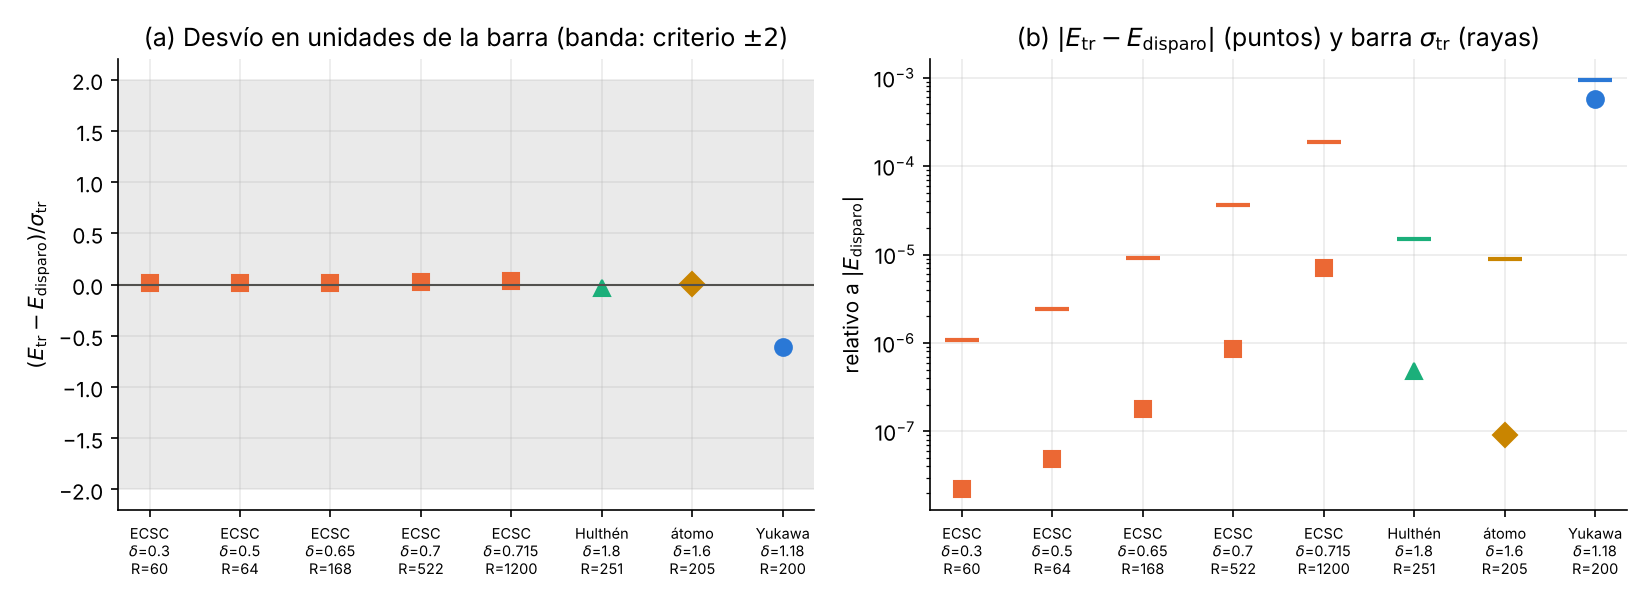 (a) Desvío en unidades de la barra (banda: criterio ±2)
(E_tr − E_disparo)/σ_tr
2.0
1.5
1.0
0.5
0.0
−0.5
−1.0
−1.5
−2.0
ECSC ECSC ECSC ECSC ECSC Hulthén átomo Yukawa
δ=0.3 δ=0.5 δ=0.65 δ=0.7 δ=0.715 δ=1.8 δ=1.6 δ=1.18
R=60 R=64 R=168 R=522 R=1200 R=251 R=205 R=200
(b) |E_tr − E_disparo| (puntos) y barra σ_tr (rayas)
relativo a |E_disparo|
10⁻³
10⁻⁴
10⁻⁵
10⁻⁶
10⁻⁷
ECSC ECSC ECSC ECSC ECSC Hulthén átomo Yukawa
δ=0.3 δ=0.5 δ=0.65 δ=0.7 δ=0.715 δ=1.8 δ=1.6 δ=1.18
R=60 R=64 R=168 R=522 R=1200 R=251 R=205 R=200